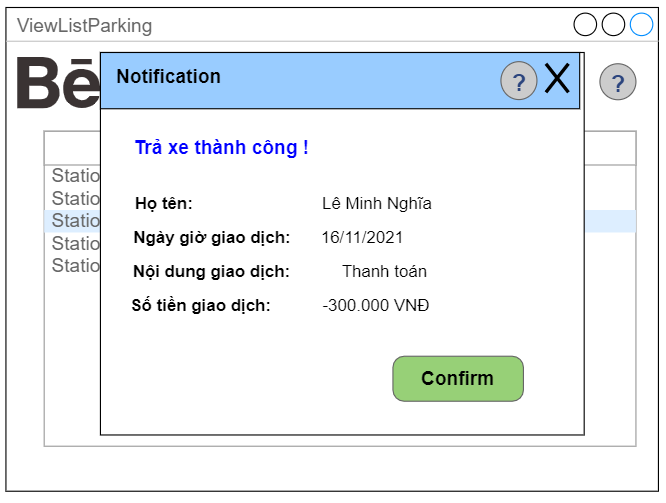 ViewListParking
Bē
Notification
?
X
?
Trả xe thành công !
Statio
Statio
Statio
Statio
Statio
Họ tên: Lê Minh Nghĩa
Ngày giờ giao dịch: 16/11/2021
Nội dung giao dịch: Thanh toán
Số tiền giao dịch: -300.000 VNĐ
Confirm